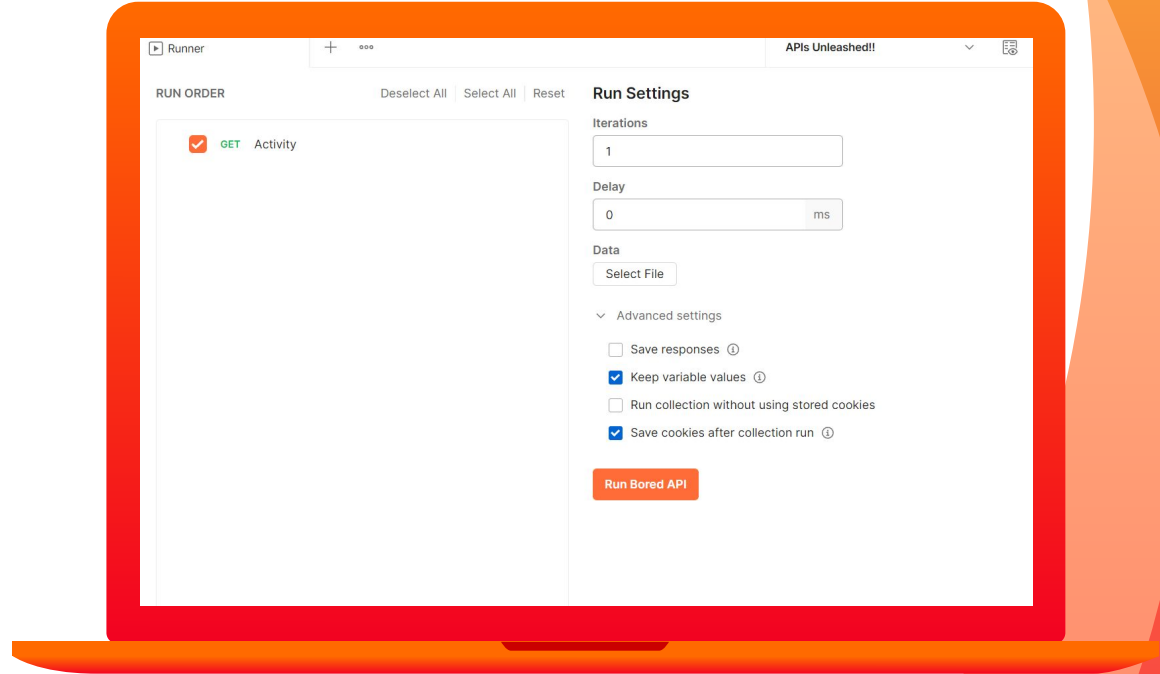 Runner
APIs Unleashed!!
RUN ORDER Deselect All Select All Reset
GET Activity
Run Settings
Iterations
1
Delay
0 ms
Data
Select File
Advanced settings
Save responses
Keep variable values
Run collection without using stored cookies
Save cookies after collection run
Run Bored API